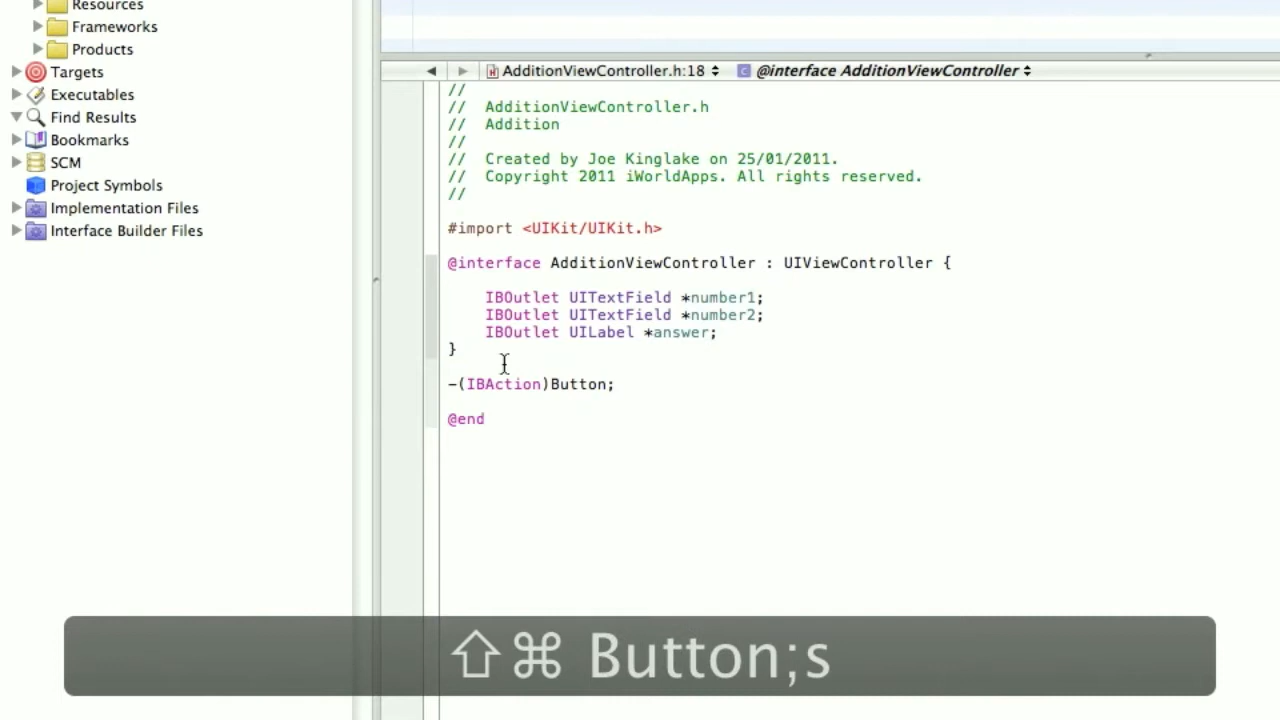 Resources
Frameworks
Products
Targets
Executables
Find Results
Bookmarks
SCM
Project Symbols
Implementation Files
Interface Builder Files
AdditionViewController.h:18 @interface AdditionViewController
//
// AdditionViewController.h
// Addition
//
// Created by Joe Kinglake on 25/01/2011.
// Copyright 2011 iWorldApps. All rights reserved.
//
#import <UIKit/UIKit.h>
@interface AdditionViewController : UIViewController {
IBOutlet UITextField *number1;
IBOutlet UITextField *number2;
IBOutlet UILabel *answer;
}
-(IBAction)Button;
@end
⇧⌘ Button;s